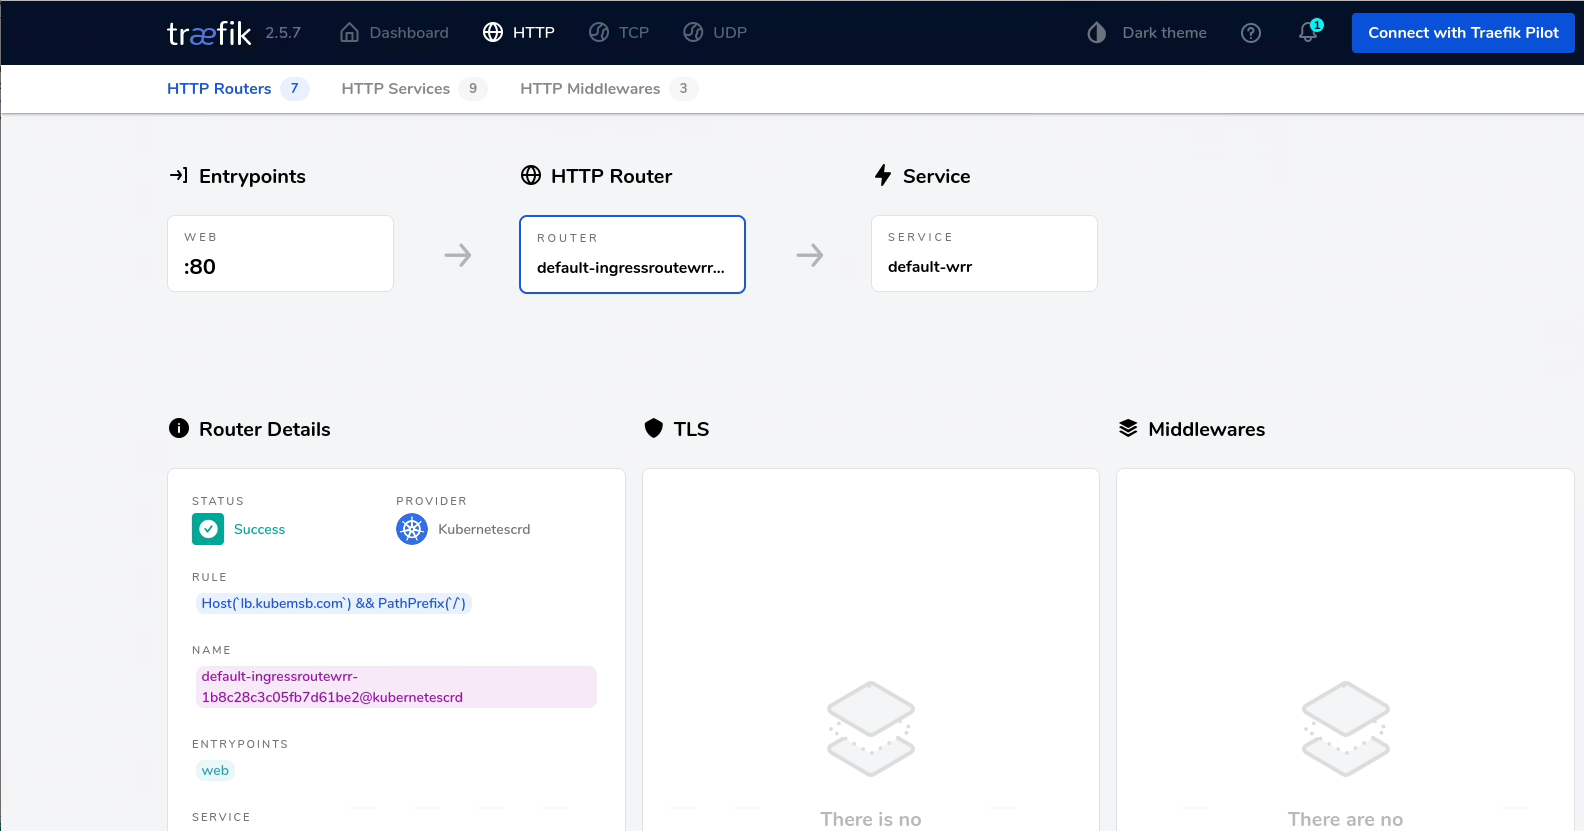 træfik 2.5.7 Dashboard HTTP TCP UDP Dark theme 1 Connect with Traefik Pilot
HTTP Routers 7 HTTP Services 9 HTTP Middlewares 3
Entrypoints HTTP Router Service
WEB
:80
ROUTER
default-ingressroutewrr...
SERVICE
default-wrr
Router Details
STATUS
Success
PROVIDER
Kubernetescrd
RULE
Host(`lb.kubemsb.com`) && PathPrefix(`/`)
NAME
default-ingressroutewrr-
1b8c28c3c05fb7d61be2@kubernetescrd
ENTRYPOINTS
web
SERVICE
TLS
There is no
Middlewares
There are no